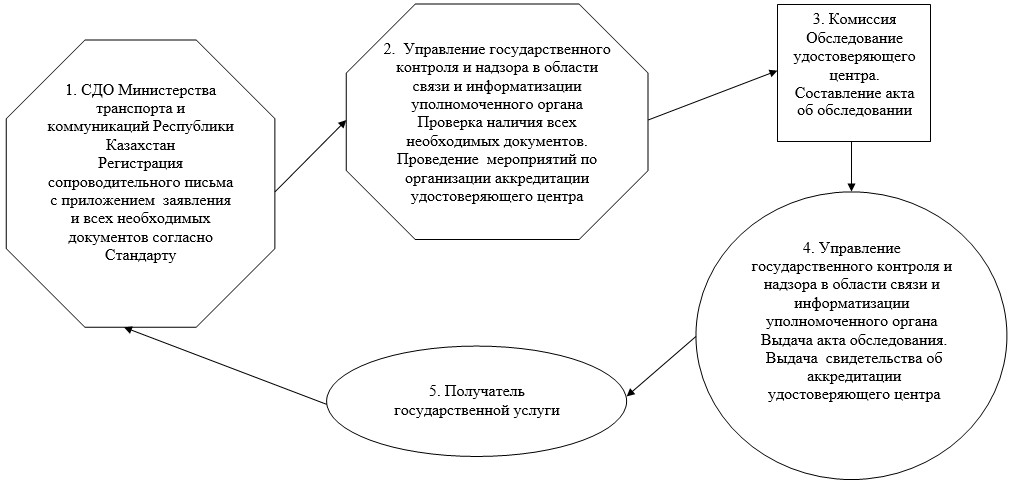 1. СДО Министерства
транспорта и
коммуникаций Республики
Казахстан
Регистрация
сопроводительного письма
с приложением заявления
и всех необходимых
документов согласно
Стандарту
2. Управление государственного
контроля и надзора в области
связи и информатизации
уполномоченного органа
Проверка наличия всех
необходимых документов.
Проведение мероприятий по
организации аккредитации
удостоверяющего центра
3. Комиссия
Обследование
удостоверяющего
центра.
Составление акта
об обследовании
4. Управление
государственного контроля и
надзора в области связи и
информатизации
уполномоченного органа
Выдача акта обследования.
Выдача свидетельства об
аккредитации
удостоверяющего центра
5. Получатель
государственной услуги